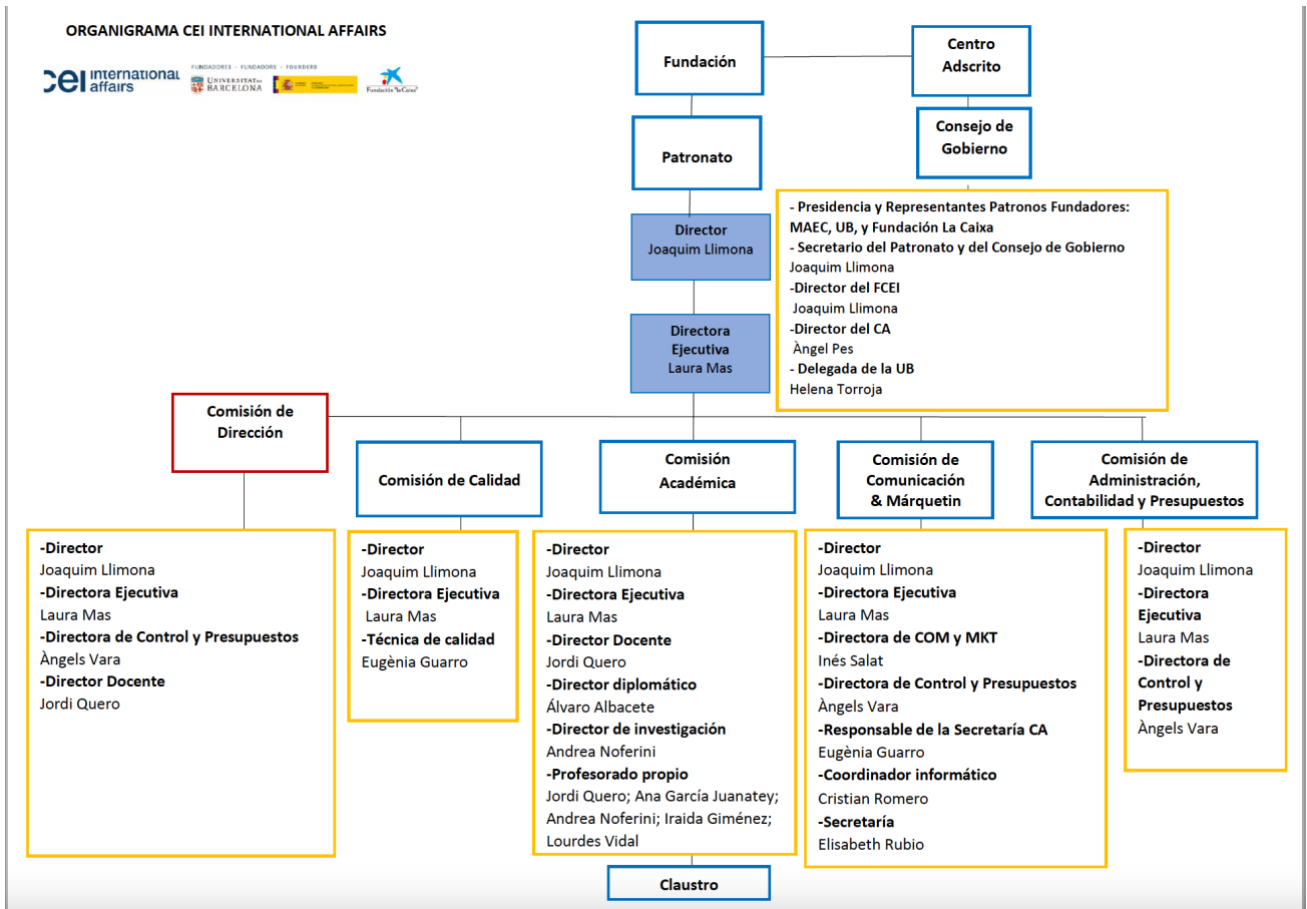 ORGANIGRAMA CEI INTERNATIONAL AFFAIRS
cei international
affairs
FUNDADORES - FUNDADORS - FOUNDERS
UNIVERSITAT DE
BARCELONA
Fundación "la Caixa"
Fundación
Centro
Adscrito
Patronato
Consejo de
Gobierno
Director
Joaquim Llimona
Directora
Ejecutiva
Laura Mas
- Presidencia y Representantes Patronos Fundadores:
MAEC, UB, y Fundación La Caixa
- Secretario del Patronato y del Consejo de Gobierno
Joaquim Llimona
-Director del FCEI
Joaquim Llimona
-Director del CA
Àngel Pes
- Delegada de la UB
Helena Torroja
Comisión de
Dirección
-Director
Joaquim Llimona
-Directora Ejecutiva
Laura Mas
-Directora de Control y Presupuestos
Àngels Vara
-Director Docente
Jordi Quero
Comisión de Calidad
-Director
Joaquim Llimona
-Directora Ejecutiva
Laura Mas
-Técnica de calidad
Eugènia Guarro
Comisión
Académica
-Director
Joaquim Llimona
-Directora Ejecutiva
Laura Mas
-Director Docente
Jordi Quero
-Director diplomático
Álvaro Albacete
-Director de investigación
Andrea Noferini
-Profesorado propio
Jordi Quero; Ana García Juanatey;
Andrea Noferini; Iraida Giménez;
Lourdes Vidal
Claustro
Comisión de
Comunicación
& Márquetin
-Director
Joaquim Llimona
-Directora Ejecutiva
Laura Mas
-Directora de COM y MKT
Inés Salat
-Directora de Control y Presupuestos
Àngels Vara
-Responsable de la Secretaría CA
Eugènia Guarro
-Coordinador informático
Cristian Romero
-Secretaría
Elisabeth Rubio
Comisión de
Administración,
Contabilidad y Presupuestos
-Director
Joaquim Llimona
-Directora
Ejecutiva
Laura Mas
-Directora de
Control y
Presupuestos
Àngels Vara